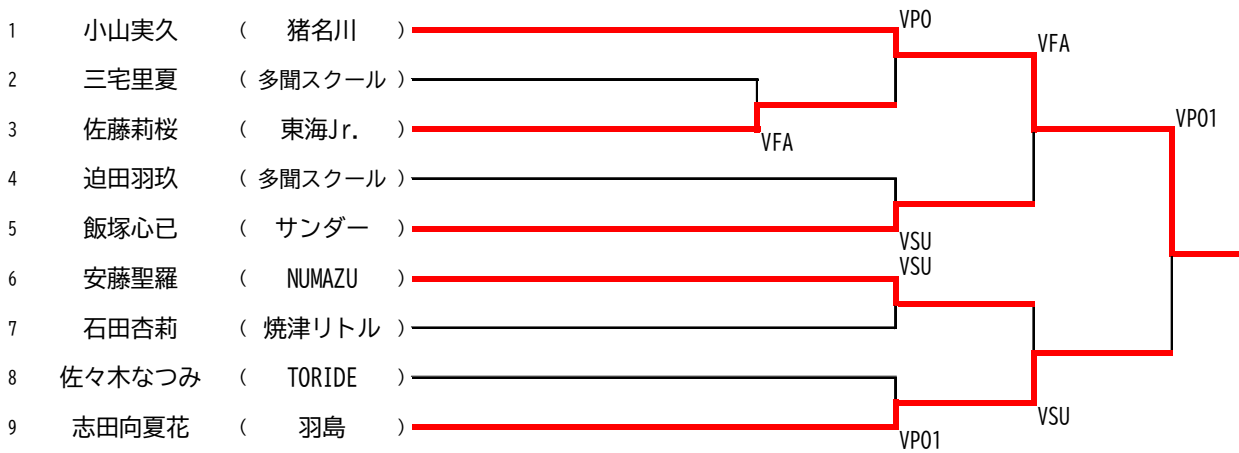 1 小山実久 ( 猪名川 ) VPO
VFA
2 三宅里夏 ( 多聞スクール )
3 佐藤莉桜 ( 東海Jr. ) VFA
VPO1
4 迫田羽玖 ( 多聞スクール )
5 飯塚心已 ( サンダー ) VSU
6 安藤聖羅 ( NUMAZU ) VSU
7 石田杏莉 ( 焼津リトル )
8 佐々木なつみ ( TORIDE )
VSU
9 志田向夏花 ( 羽島 ) VPO1